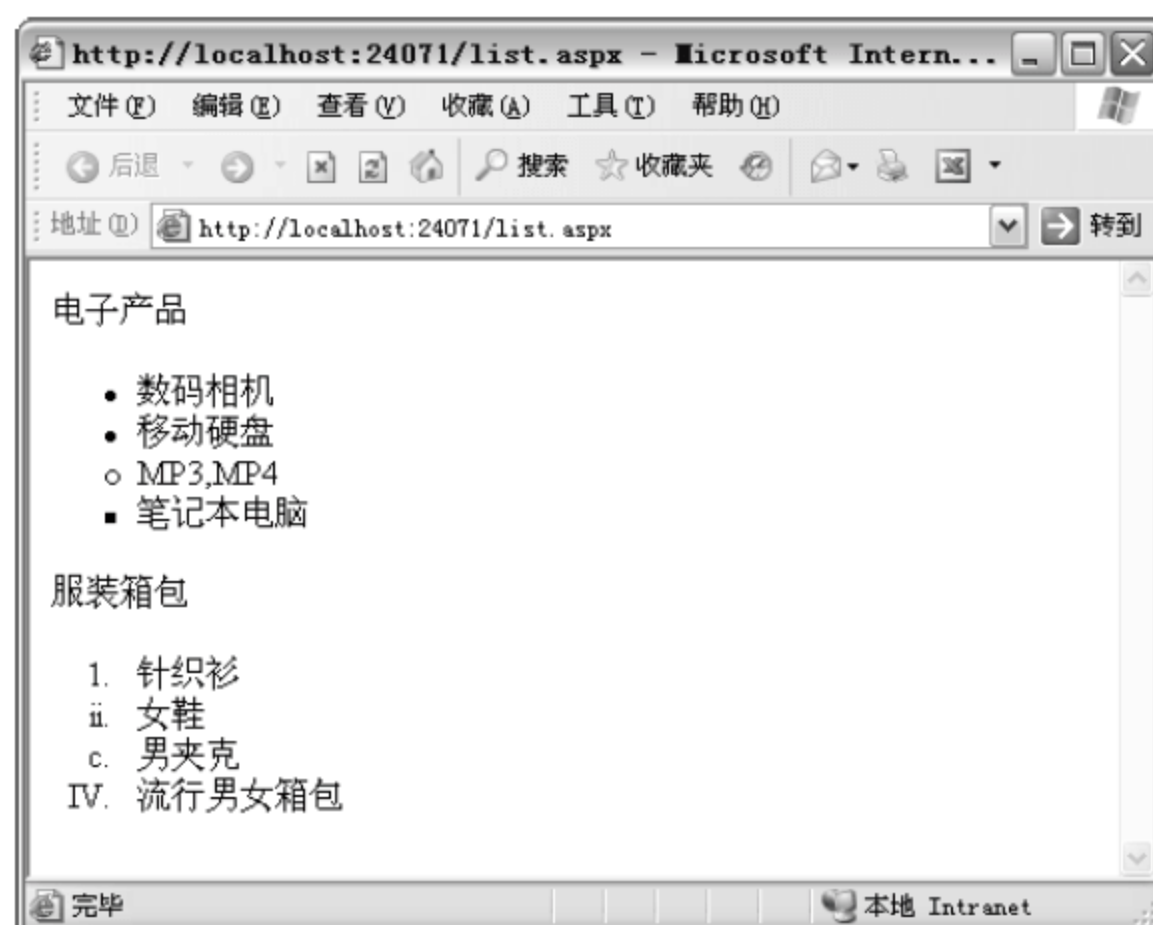 http://localhost:24071/list.aspx - Microsoft Intern...
文件(F) 编辑(E) 查看(V) 收藏(A) 工具(T) 帮助(H)
后退 搜索 收藏夹
地址(D) http://localhost:24071/list.aspx 转到
电子产品
• 数码相机
• 移动硬盘
○ MP3,MP4
▪ 笔记本电脑
服装箱包
1. 针织衫
ii. 女鞋
c. 男夹克
IV. 流行男女箱包
完毕 本地 Intranet